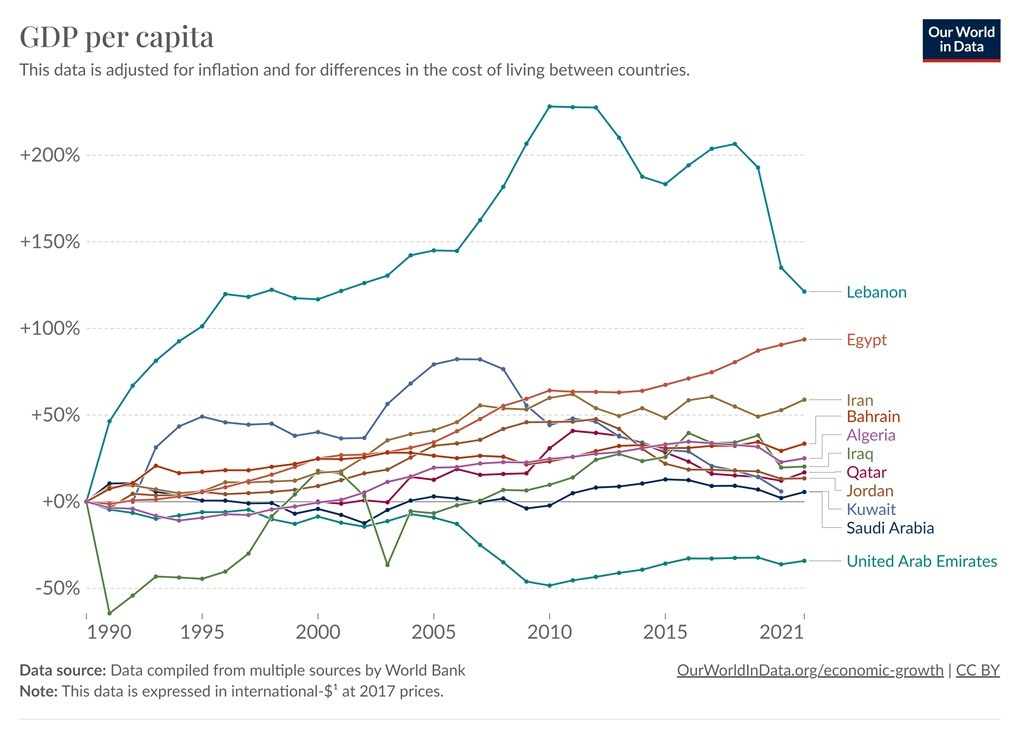 GDP per capita
This data is adjusted for inflation and for differences in the cost of living between countries.
Our World
in Data
+200%
+150%
+100%
+50%
+0%
-50%
1990 1995 2000 2005 2010 2015 2021
Lebanon
Egypt
Iran
Bahrain
Algeria
Iraq
Qatar
Jordan
Kuwait
Saudi Arabia
United Arab Emirates
Data source: Data compiled from multiple sources by World Bank
OurWorldInData.org/economic-growth | CC BY
Note: This data is expressed in international-$¹ at 2017 prices.